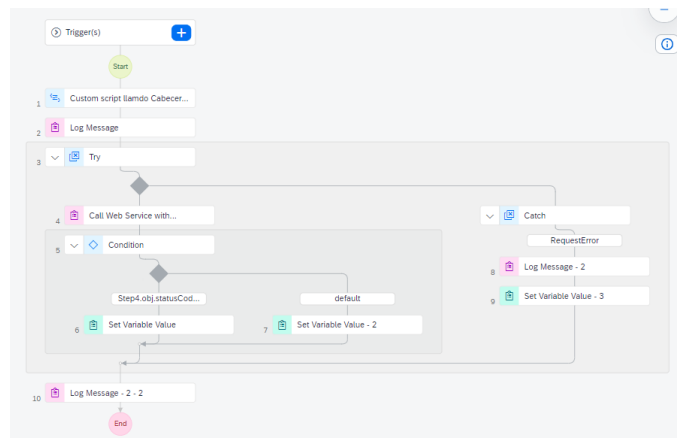 Trigger(s)
Start
1 Custom script llamdo Cabecer...
2 Log Message
3 Try
4 Call Web Service with...
Catch
5 Condition
RequestError
8 Log Message - 2
Step4.obj.statusCod...
default
9 Set Variable Value - 3
6 Set Variable Value
7 Set Variable Value - 2
10 Log Message - 2 - 2
End